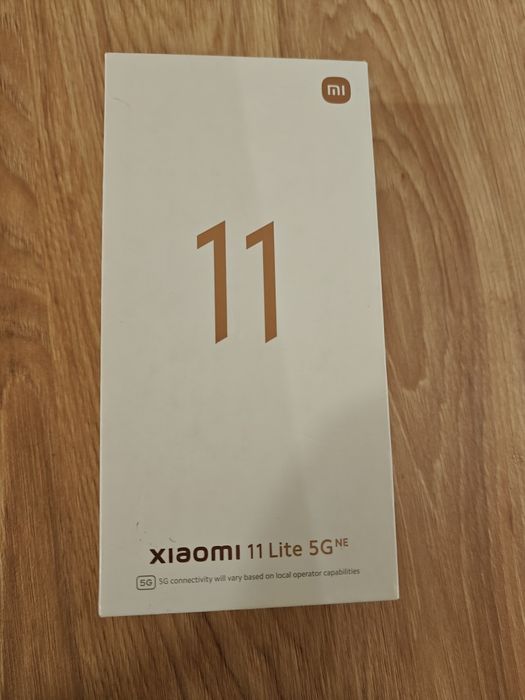 mi
11
xiaomi 11 Lite 5G NE
5G 5G connectivity will vary based on local operator capabilities